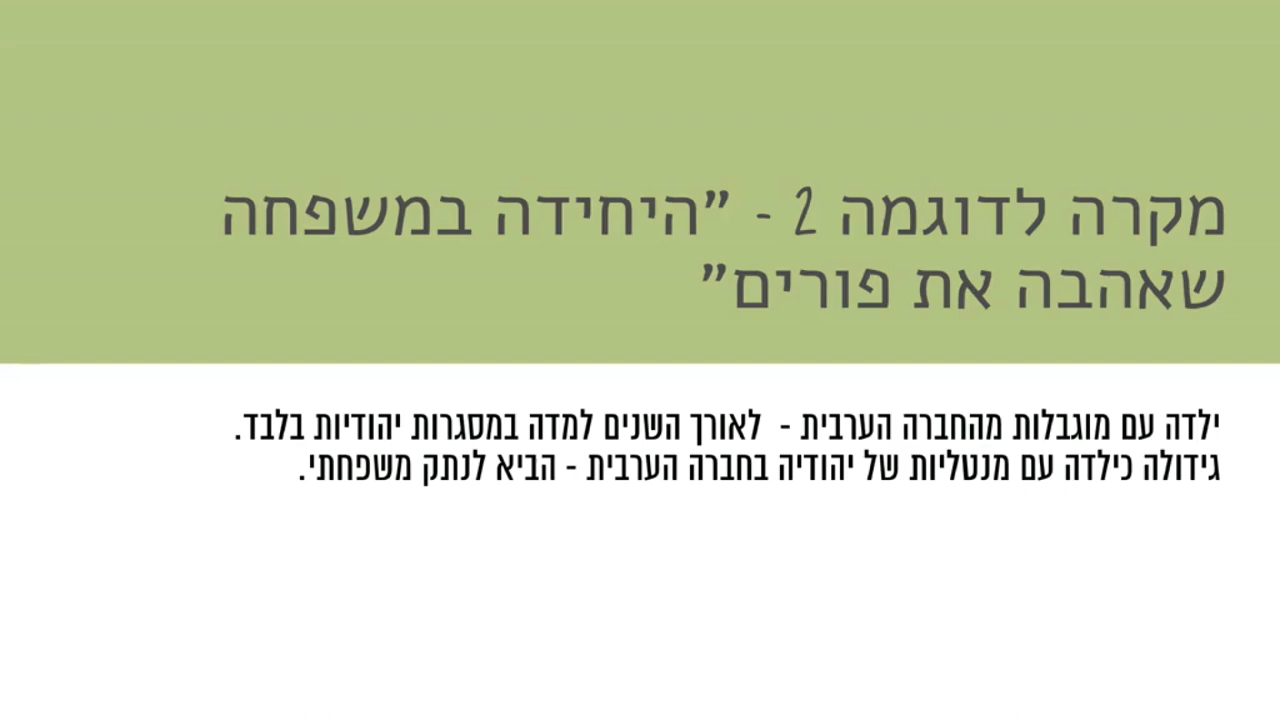 מקרה לדוגמה 2 - "היחידה במשפחה
שאהבה את פורים"
ילדה עם מוגבלות מהחברה הערבית - לאורך השנים למדה במסגרות יהודיות בלבד.
גידולה כילדה עם מנטליות של יהודיה בחברה הערבית - הביא לנתק משפחתי.